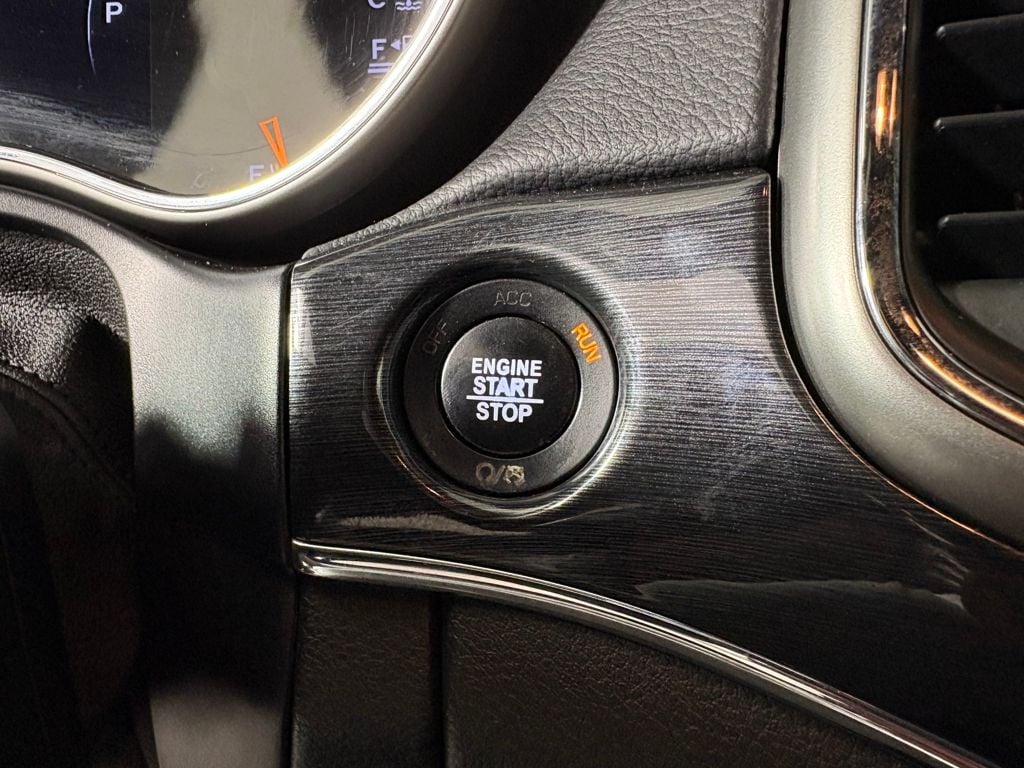 P
C
F
E
ACC
OFF
RUN
ENGINE
START
STOP